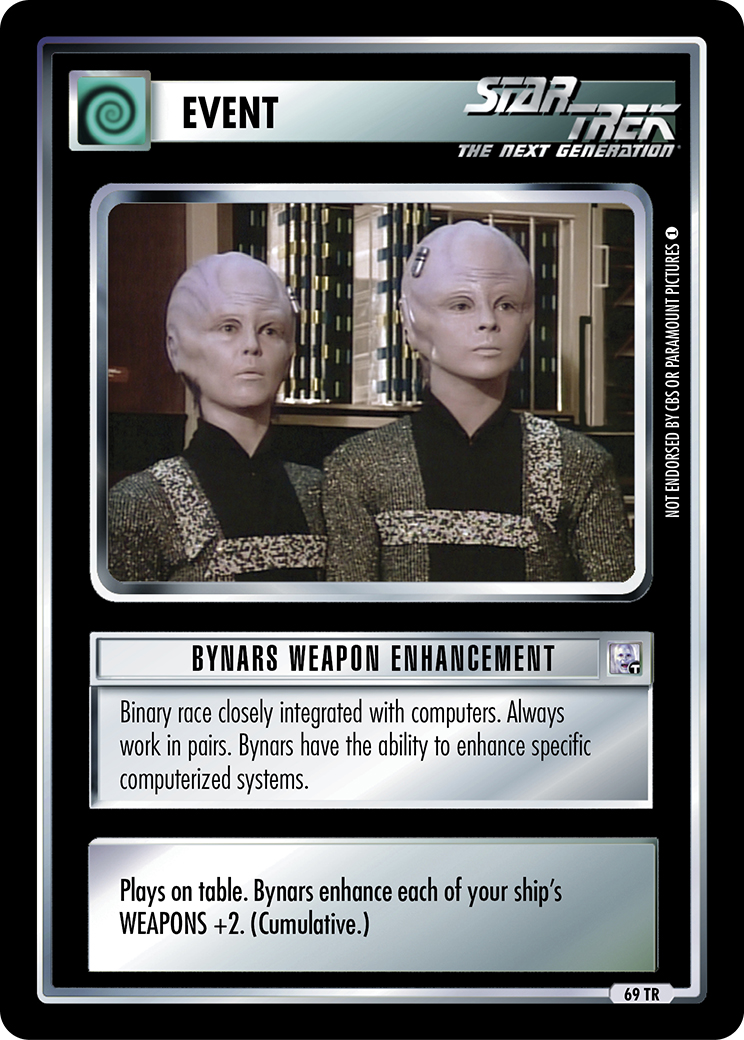 EVENT
STAR TREK
THE NEXT GENERATION
NOT ENDORSED BY CBS OR PARAMOUNT PICTURES 1
BYNARS WEAPON ENHANCEMENT
T
Binary race closely integrated with computers. Always
work in pairs. Bynars have the ability to enhance specific
computerized systems.
Plays on table. Bynars enhance each of your ship's
WEAPONS +2. (Cumulative.)
69 TR